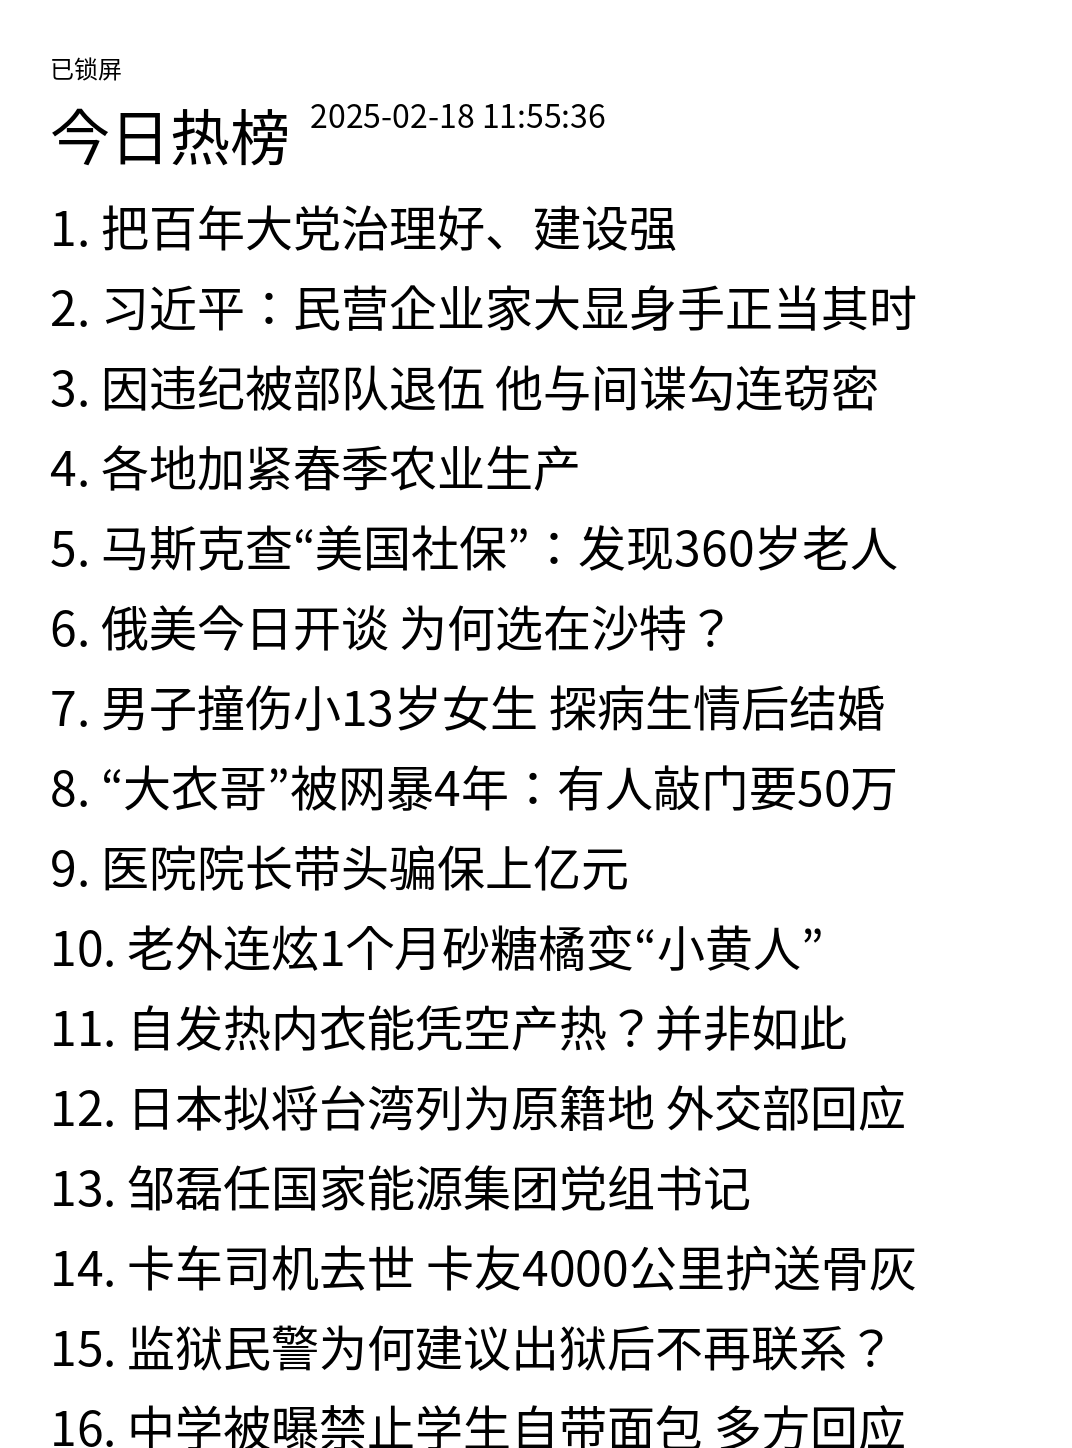 已锁屏
今日热榜 2025-02-18 11:55:36
1. 把百年大党治理好、建设强
2. 习近平：民营企业家大显身手正当其时
3. 因违纪被部队退伍 他与间谍勾连窃密
4. 各地加紧春季农业生产
5. 马斯克查“美国社保”：发现360岁老人
6. 俄美今日开谈 为何选在沙特？
7. 男子撞伤小13岁女生 探病生情后结婚
8. “大衣哥”被网暴4年：有人敲门要50万
9. 医院院长带头骗保上亿元
10. 老外连炫1个月砂糖橘变“小黄人”
11. 自发热内衣能凭空产热？并非如此
12. 日本拟将台湾列为原籍地 外交部回应
13. 邹磊任国家能源集团党组书记
14. 卡车司机去世 卡友4000公里护送骨灰
15. 监狱民警为何建议出狱后不再联系？
16. 中学被曝禁止学生自带面包 多方回应